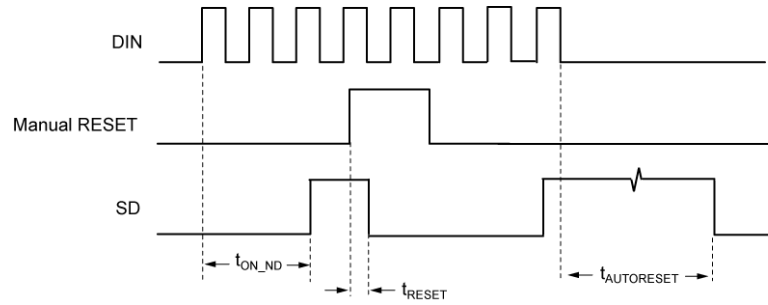 DIN
Manual RESET
SD
tON_ND
tRESET
tAUTORESET